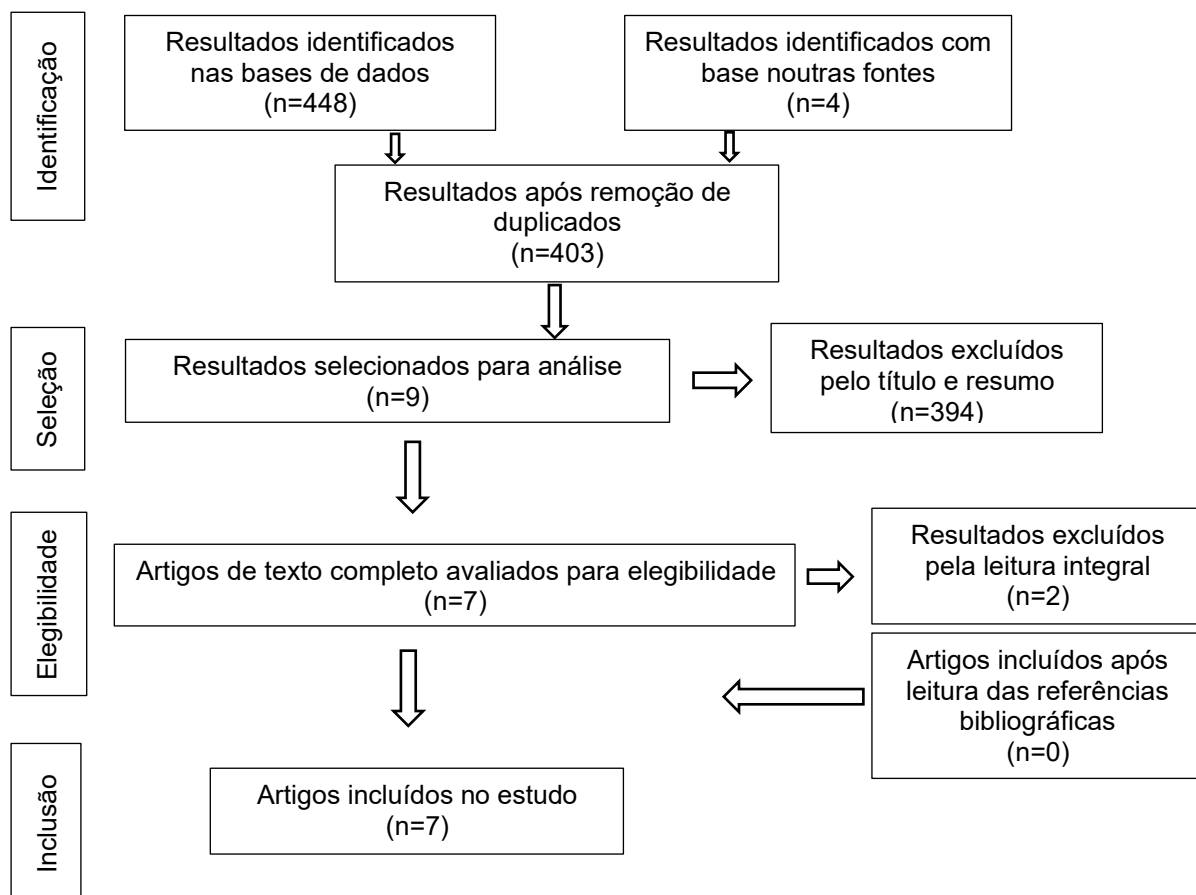 Identificação
Resultados identificados
nas bases de dados
(n=448)
Resultados identificados com
base noutras fontes
(n=4)
Resultados após remoção de
duplicados
(n=403)
Seleção
Resultados selecionados para análise
(n=9)
Resultados excluídos
pelo título e resumo
(n=394)
Elegibilidade
Artigos de texto completo avaliados para elegibilidade
(n=7)
Resultados excluídos
pela leitura integral
(n=2)
Artigos incluídos após
leitura das referências
bibliográficas
(n=0)
Inclusão
Artigos incluídos no estudo
(n=7)